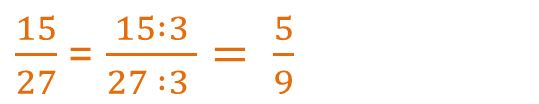 15/27 = 15:3/27 :3 = 5/9